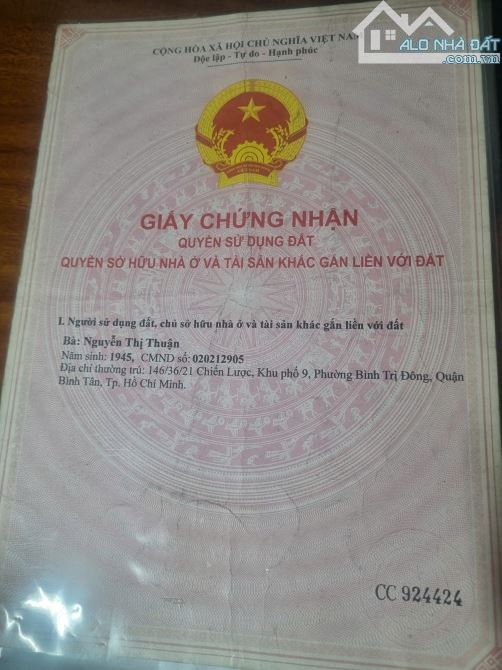 ALO NHÀ ĐẤT
.com.vn
CỘNG HÒA XÃ HỘI CHỦ NGHĨA VIỆT NAM
Độc lập - Tự do - Hạnh phúc
VIỆT NAM
GIẤY CHỨNG NHẬN
QUYỀN SỬ DỤNG ĐẤT
QUYỀN SỞ HỮU NHÀ Ở VÀ TÀI SẢN KHÁC GẮN LIỀN VỚI ĐẤT
I. Người sử dụng đất, chủ sở hữu nhà ở và tài sản khác gắn liền với đất
Bà: Nguyễn Thị Thuận
Năm sinh: 1945, CMND số: 020212905
Địa chỉ thường trú: 146/36/21 Chiến Lược, Khu phố 9, Phường Bình Trị Đông, Quận
Bình Tân, Tp. Hồ Chí Minh.
CC 924424